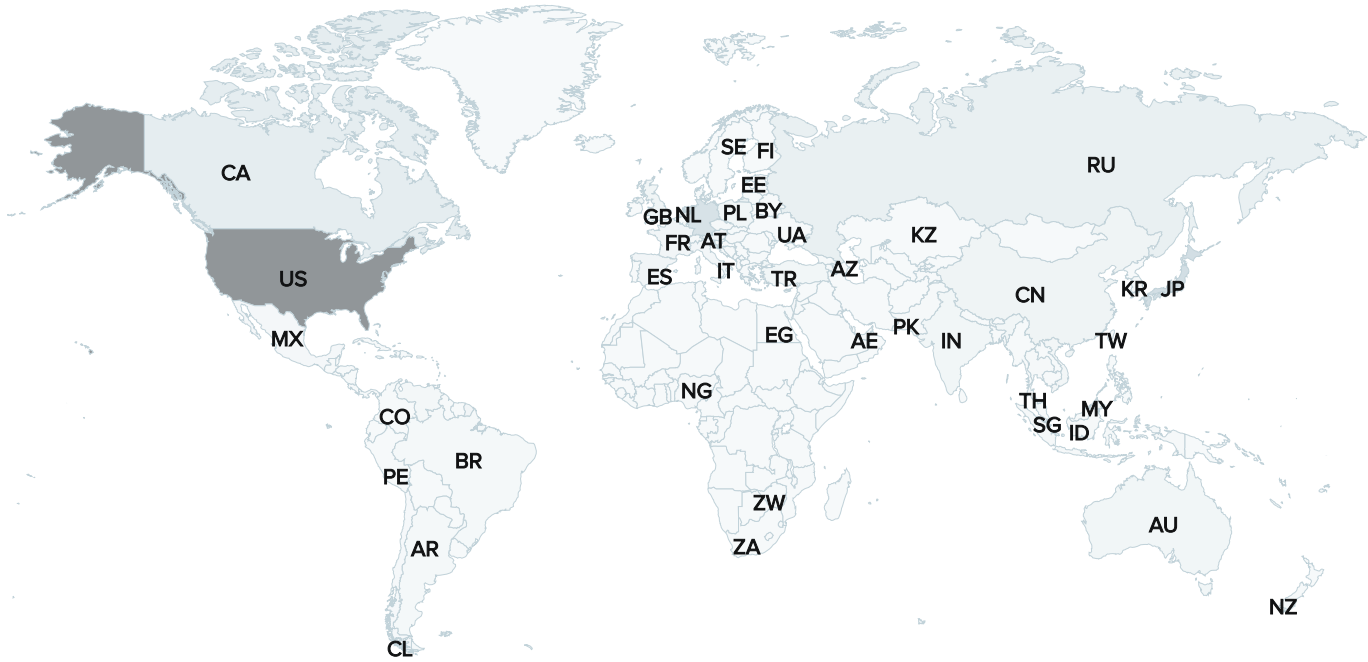 SE FI
CA
RU
EE
GB NL PL BY
UA KZ
FR AT
IT AZ
US ES TR
CN KR JP
MX EG AE PK IN TW
NG
TH MY
CO SG ID
BR
PE
ZW
AU
AR ZA
NZ
CL